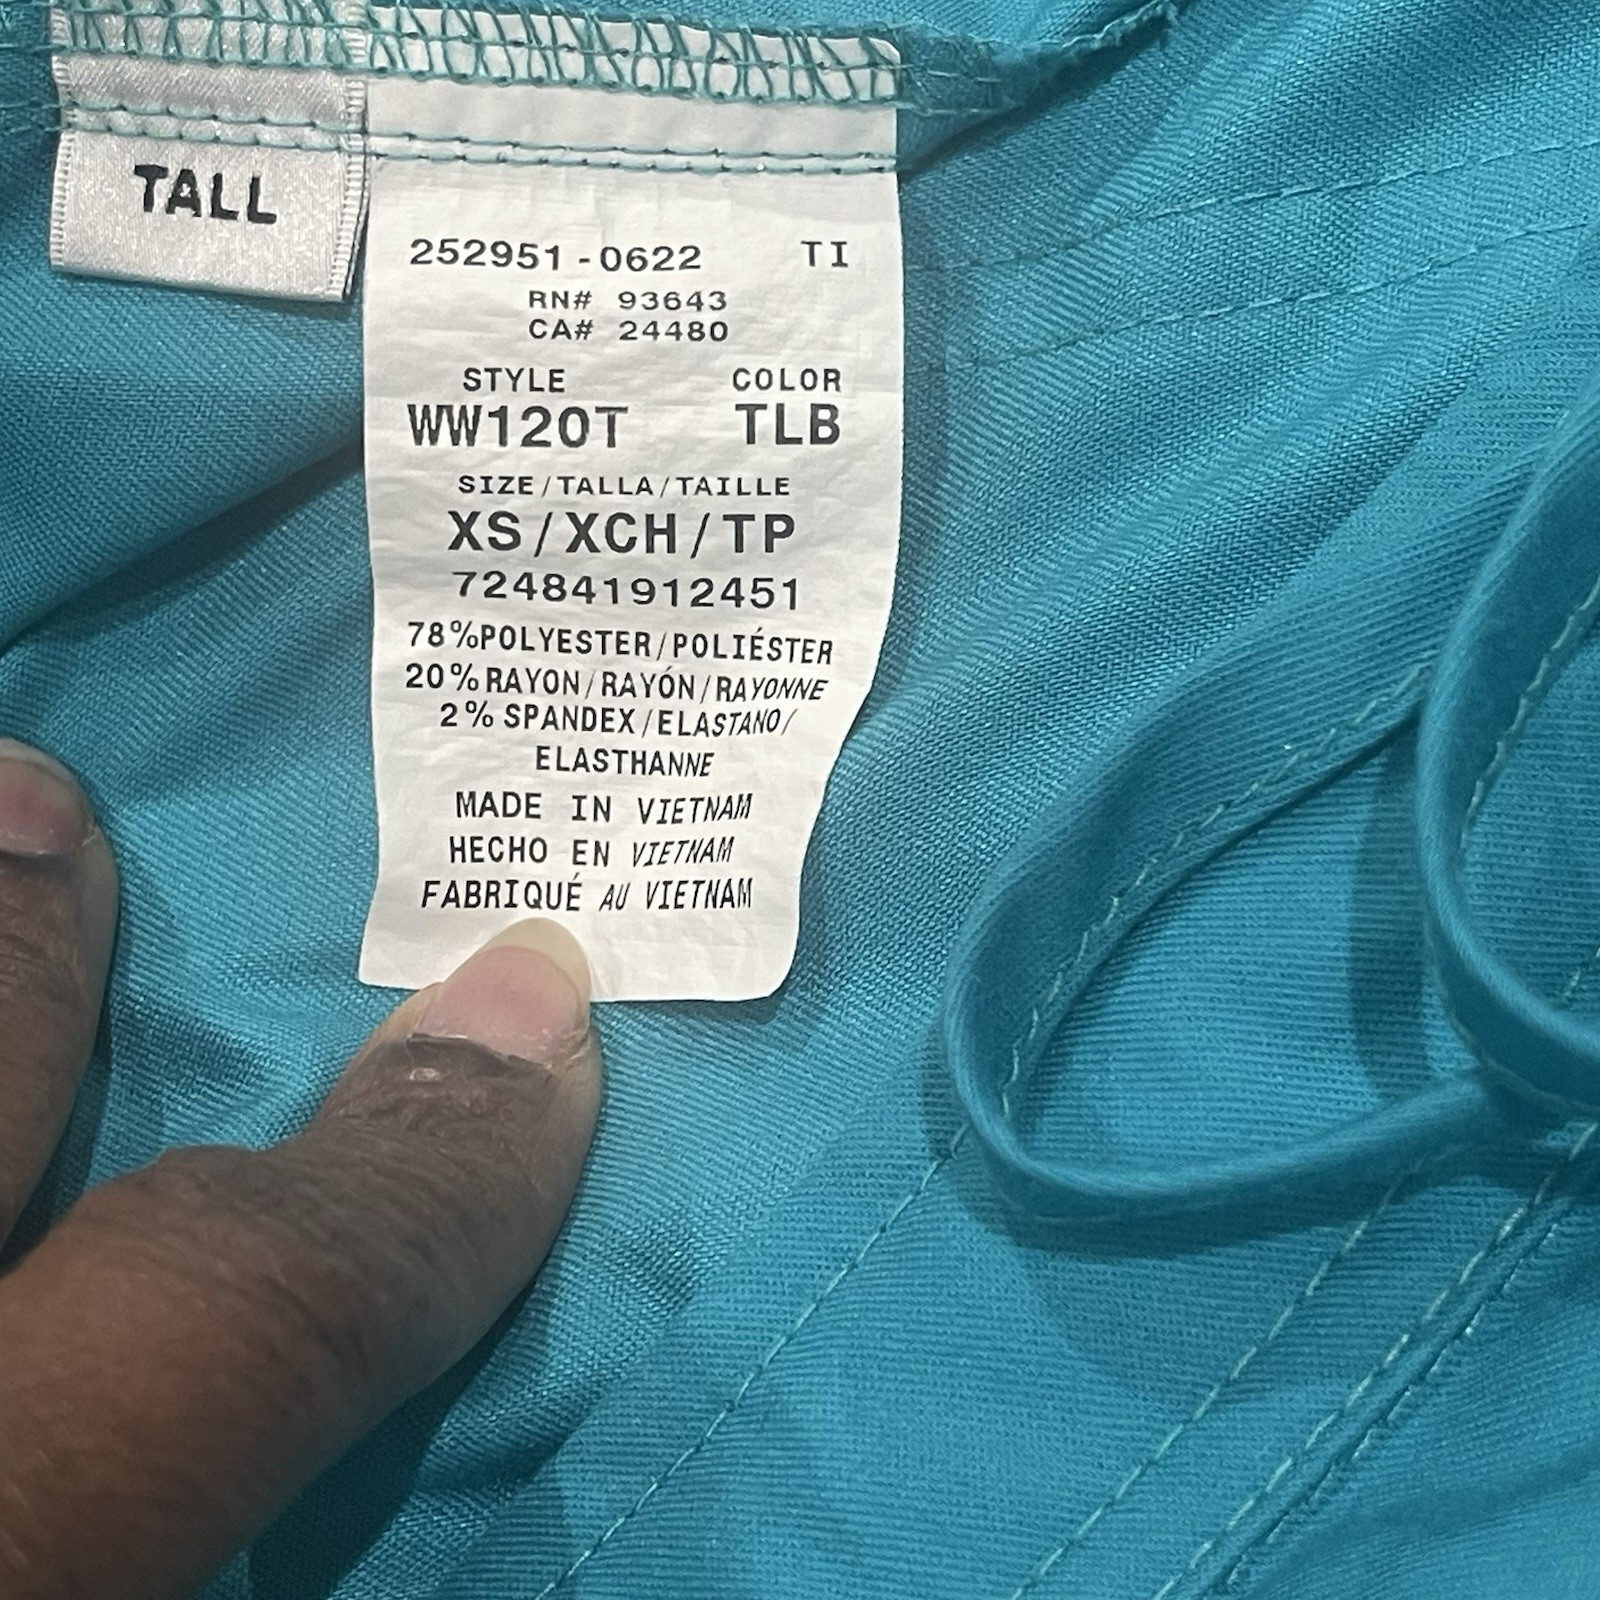 TALL
252951-0622 TI
RN# 93643
CA# 24480
STYLE COLOR
WW120T TLB
SIZE/TALLA/TAILLE
XS/XCH/TP
724841912451
78%POLYESTER/POLIÉSTER
20%RAYON/RAYÓN/RAYONNE
2% SPANDEX/ELASTANO/
ELASTHANNE
MADE IN VIETNAM
HECHO EN VIETNAM
FABRIQUÉ AU VIETNAM